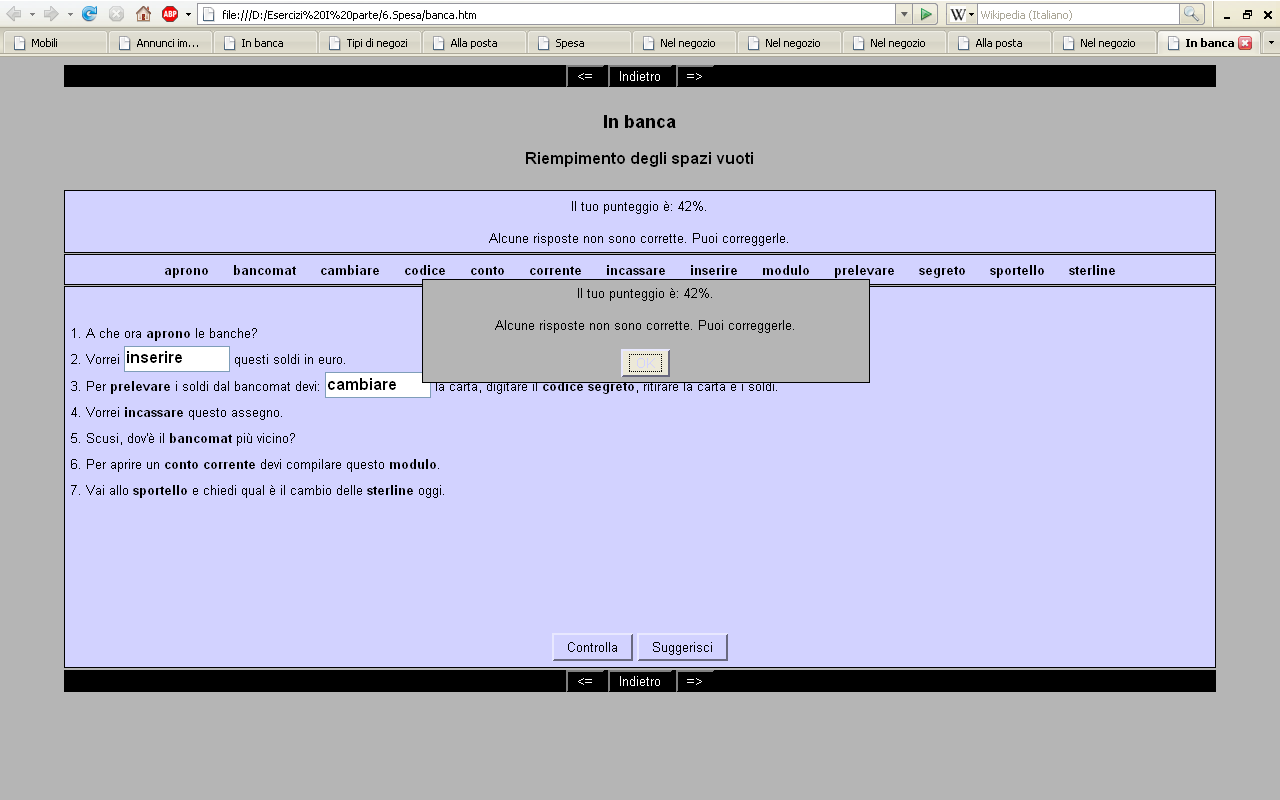 file:///D:/Esercizi%20I%20parte/6.Spesa/banca.htm
W
Wikipedia (Italiano)
ABP
Mobili
Annunci im...
In banca
Tipi di negozi
Alla posta
Spesa
Nel negozio
Nel negozio
Nel negozio
Alla posta
Nel negozio
In banca
<= Indietro =>
In banca
Riempimento degli spazi vuoti
Il tuo punteggio è: 42%.
Alcune risposte non sono corrette. Puoi correggerle.
aprono bancomat cambiare codice conto corrente incassare inserire modulo prelevare segreto sportello sterline
Il tuo punteggio è: 42%.
Alcune risposte non sono corrette. Puoi correggerle.
1. A che ora aprono le banche?
2. Vorrei inserire questi soldi in euro.
3. Per prelevare i soldi dal bancomat devi: cambiare la carta, digitare il codice segreto, ritirare la carta e i soldi.
4. Vorrei incassare questo assegno.
5. Scusi, dov'è il bancomat più vicino?
6. Per aprire un conto corrente devi compilare questo modulo.
7. Vai allo sportello e chiedi qual è il cambio delle sterline oggi.
Controlla Suggerisci
<= Indietro =>